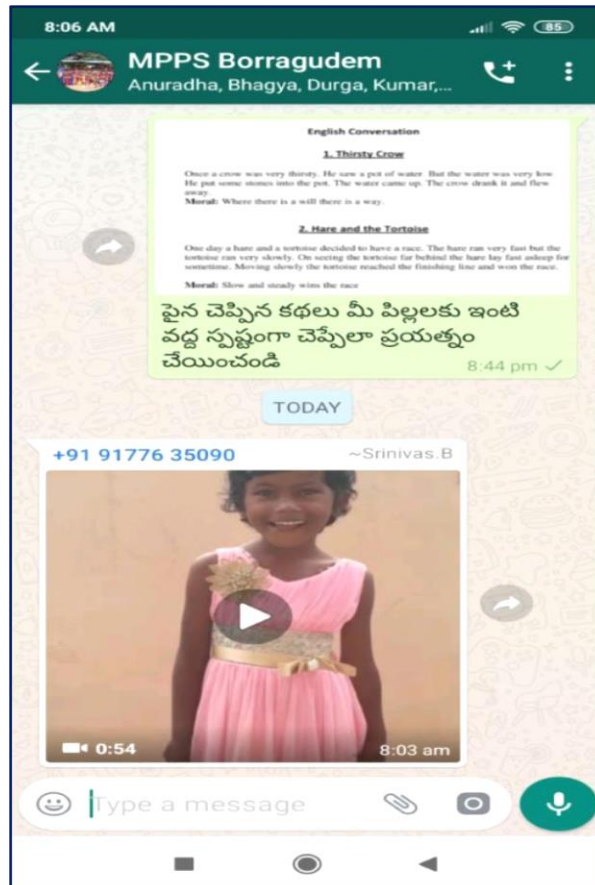 8:06 AM
85
MPPS Borragudem
Anuradha, Bhagya, Durga, Kumar,...
English Conversation
1. Thirsty Crow
Once a crow was very thirsty. He saw a pot of water. But the water was very low
He put some stones into the pot. The water came up. The crow drank it and flew
away.
Moral: Where there is a will there is a way.
2. Hare and the Tortoise
One day a hare and a tortoise decided to have a race. The hare ran very fast but the
tortoise ran very slowly. On seeing the tortoise far behind the hare lay fast asleep for
sometime. Moving slowly the tortoise reached the finishing line and won the race.
Moral: Slow and steady wins the race
పైన చెప్పిన కథలు మీ పిల్లలకు ఇంటి
వద్ద స్పష్టంగా చెప్పేలా ప్రయత్నం
చేయించండి
8:44 pm
TODAY
+91 91776 35090 ~Srinivas.B
0:54 8:03 am
Type a message